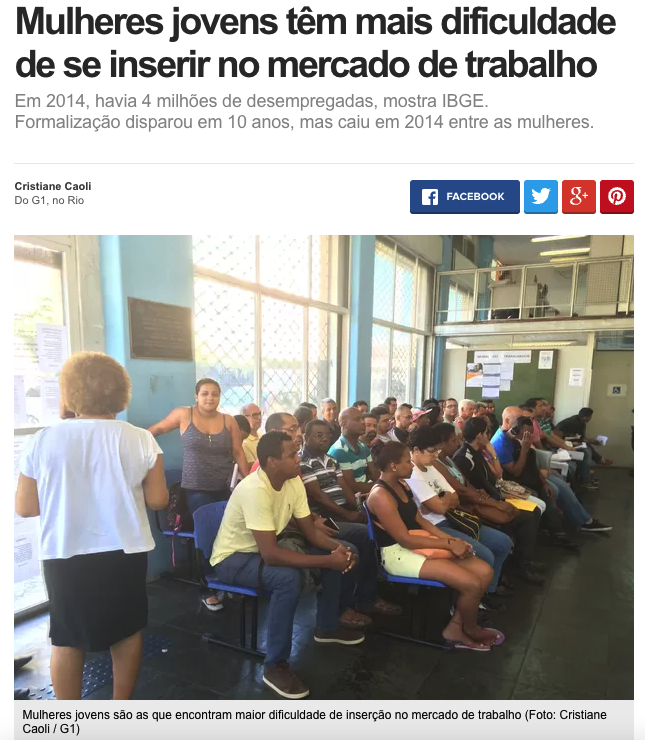 Mulheres jovens têm mais dificuldade
de se inserir no mercado de trabalho
Em 2014, havia 4 milhões de desempregadas, mostra IBGE.
Formalização disparou em 10 anos, mas caiu em 2014 entre as mulheres.
Cristiane Caoli
Do G1, no Rio
FACEBOOK
Mulheres jovens são as que encontram maior dificuldade de inserção no mercado de trabalho (Foto: Cristiane
Caoli / G1)